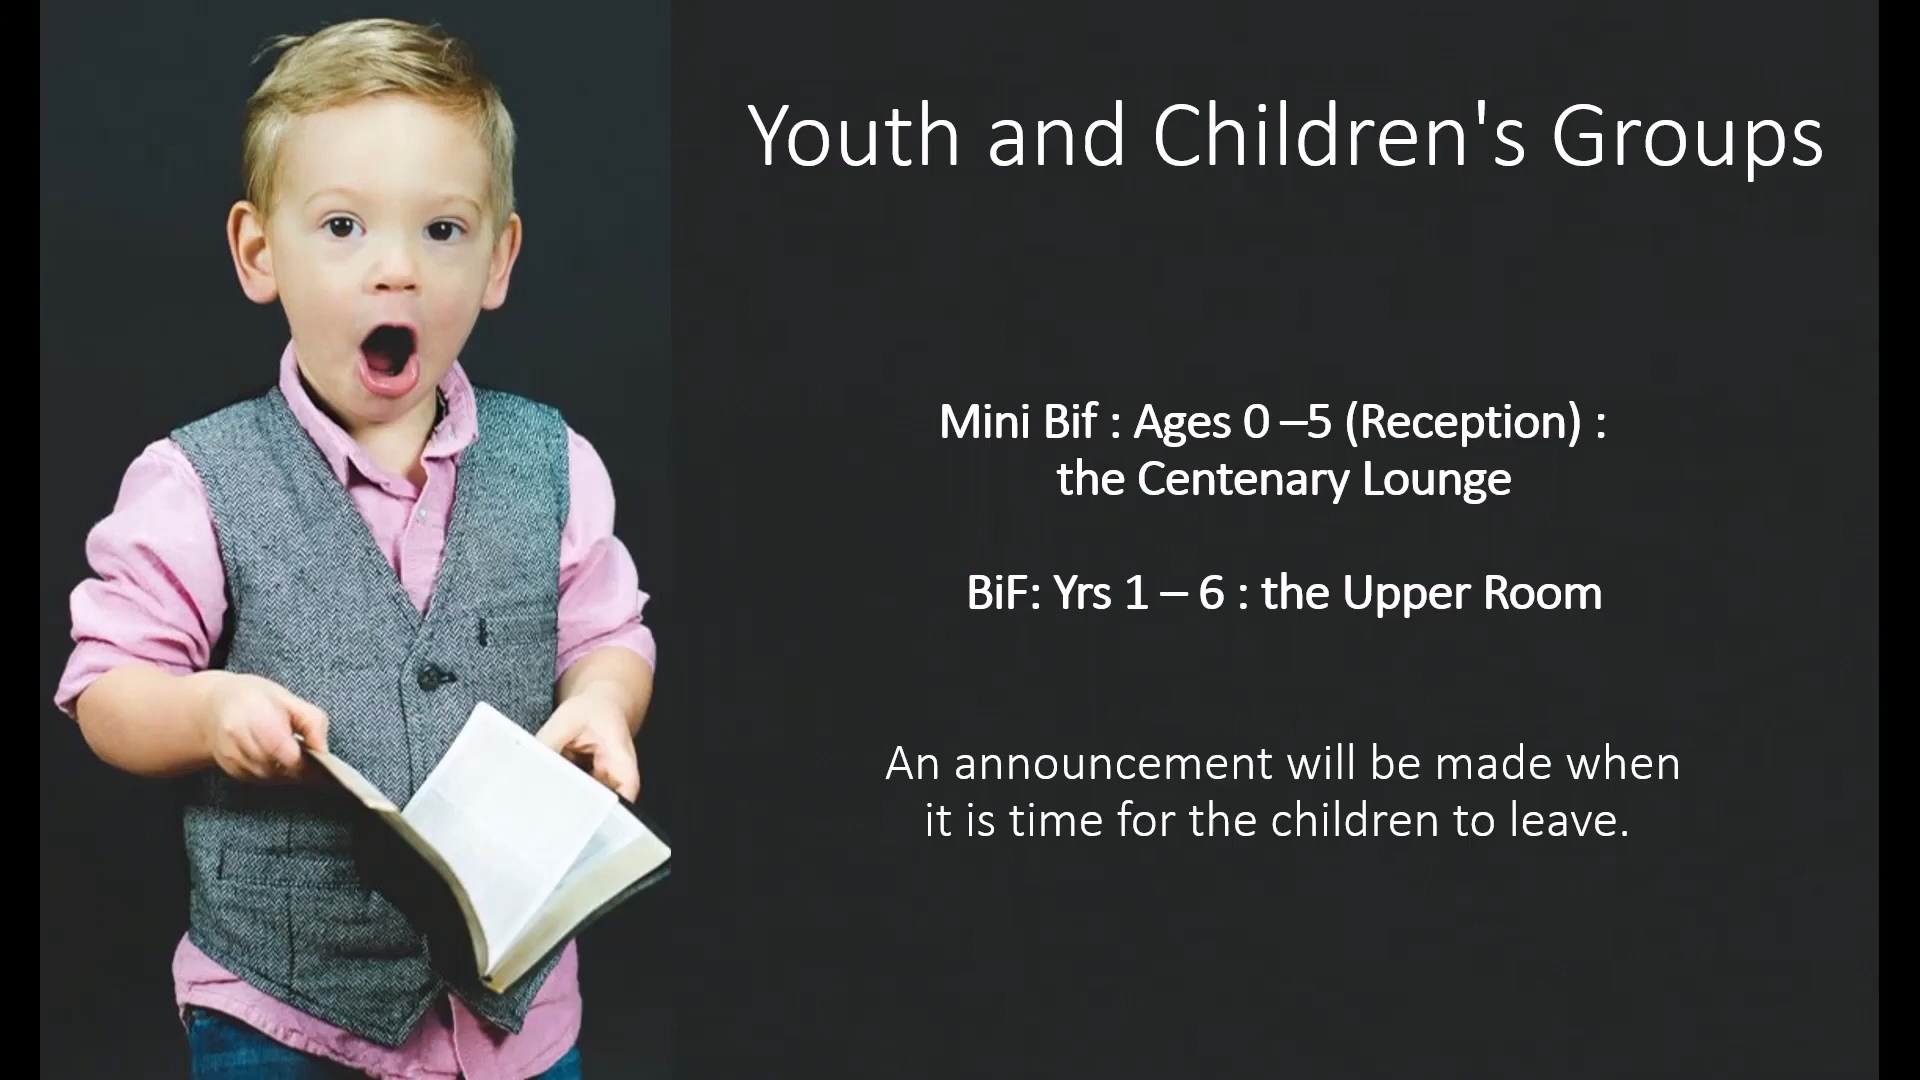 Youth and Children's Groups
Mini Bif : Ages 0 –5 (Reception) :
the Centenary Lounge
BiF: Yrs 1 – 6 : the Upper Room
An announcement will be made when
it is time for the children to leave.